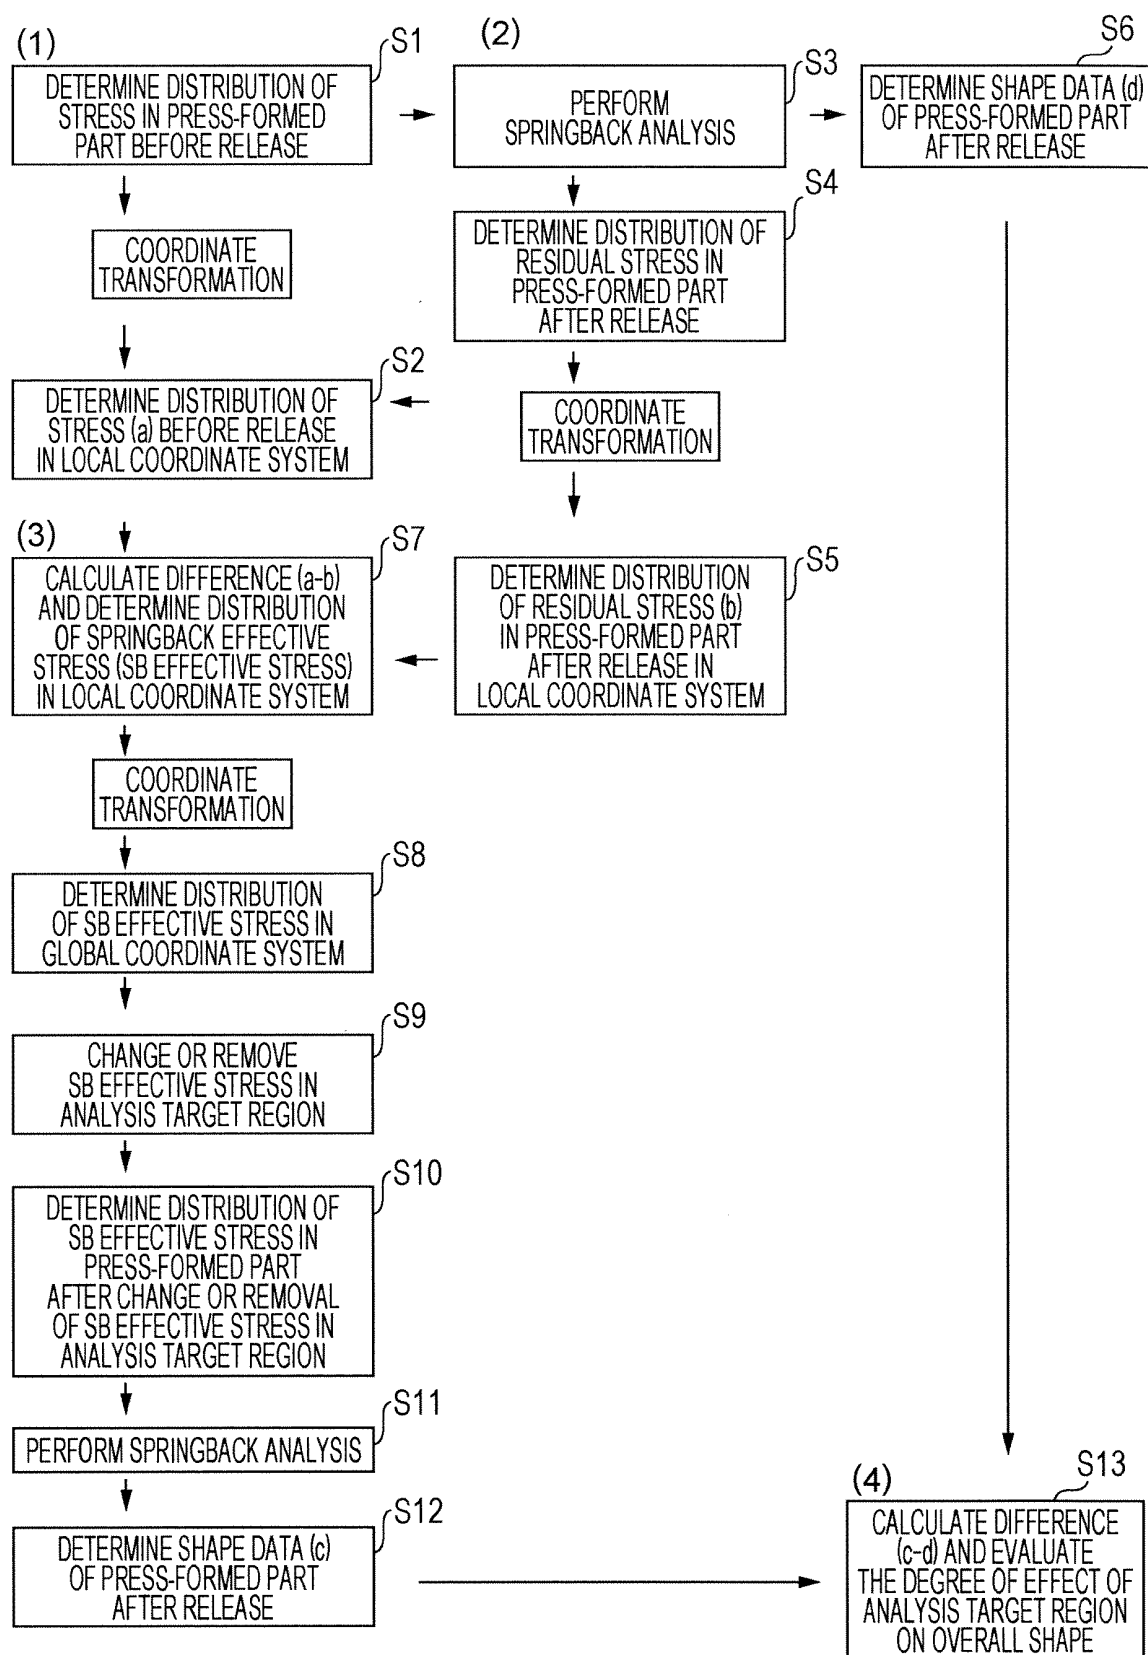 (1)
S1
DETERMINE DISTRIBUTION OF
STRESS IN PRESS-FORMED
PART BEFORE RELEASE
COORDINATE
TRANSFORMATION
S2
DETERMINE DISTRIBUTION OF
STRESS (a) BEFORE RELEASE
IN LOCAL COORDINATE SYSTEM
(2)
S3
PERFORM
SPRINGBACK ANALYSIS
S4
DETERMINE DISTRIBUTION OF
RESIDUAL STRESS IN
PRESS-FORMED PART
AFTER RELEASE
COORDINATE
TRANSFORMATION
S5
DETERMINE DISTRIBUTION
OF RESIDUAL STRESS (b)
IN PRESS-FORMED PART
AFTER RELEASE IN
LOCAL COORDINATE SYSTEM
S6
DETERMINE SHAPE DATA (d)
OF PRESS-FORMED PART
AFTER RELEASE
(3)
S7
CALCULATE DIFFERENCE (a-b)
AND DETERMINE DISTRIBUTION
OF SPRINGBACK EFFECTIVE
STRESS (SB EFFECTIVE STRESS)
IN LOCAL COORDINATE SYSTEM
COORDINATE
TRANSFORMATION
S8
DETERMINE DISTRIBUTION
OF SB EFFECTIVE STRESS IN
GLOBAL COORDINATE SYSTEM
S9
CHANGE OR REMOVE
SB EFFECTIVE STRESS IN
ANALYSIS TARGET REGION
S10
DETERMINE DISTRIBUTION OF
SB EFFECTIVE STRESS IN
PRESS-FORMED PART
AFTER CHANGE OR REMOVAL
OF SB EFFECTIVE STRESS IN
ANALYSIS TARGET REGION
S11
PERFORM SPRINGBACK ANALYSIS
S12
DETERMINE SHAPE DATA (c)
OF PRESS-FORMED PART
AFTER RELEASE
(4)
S13
CALCULATE DIFFERENCE
(c-d) AND EVALUATE
THE DEGREE OF EFFECT OF
ANALYSIS TARGET REGION
ON OVERALL SHAPE